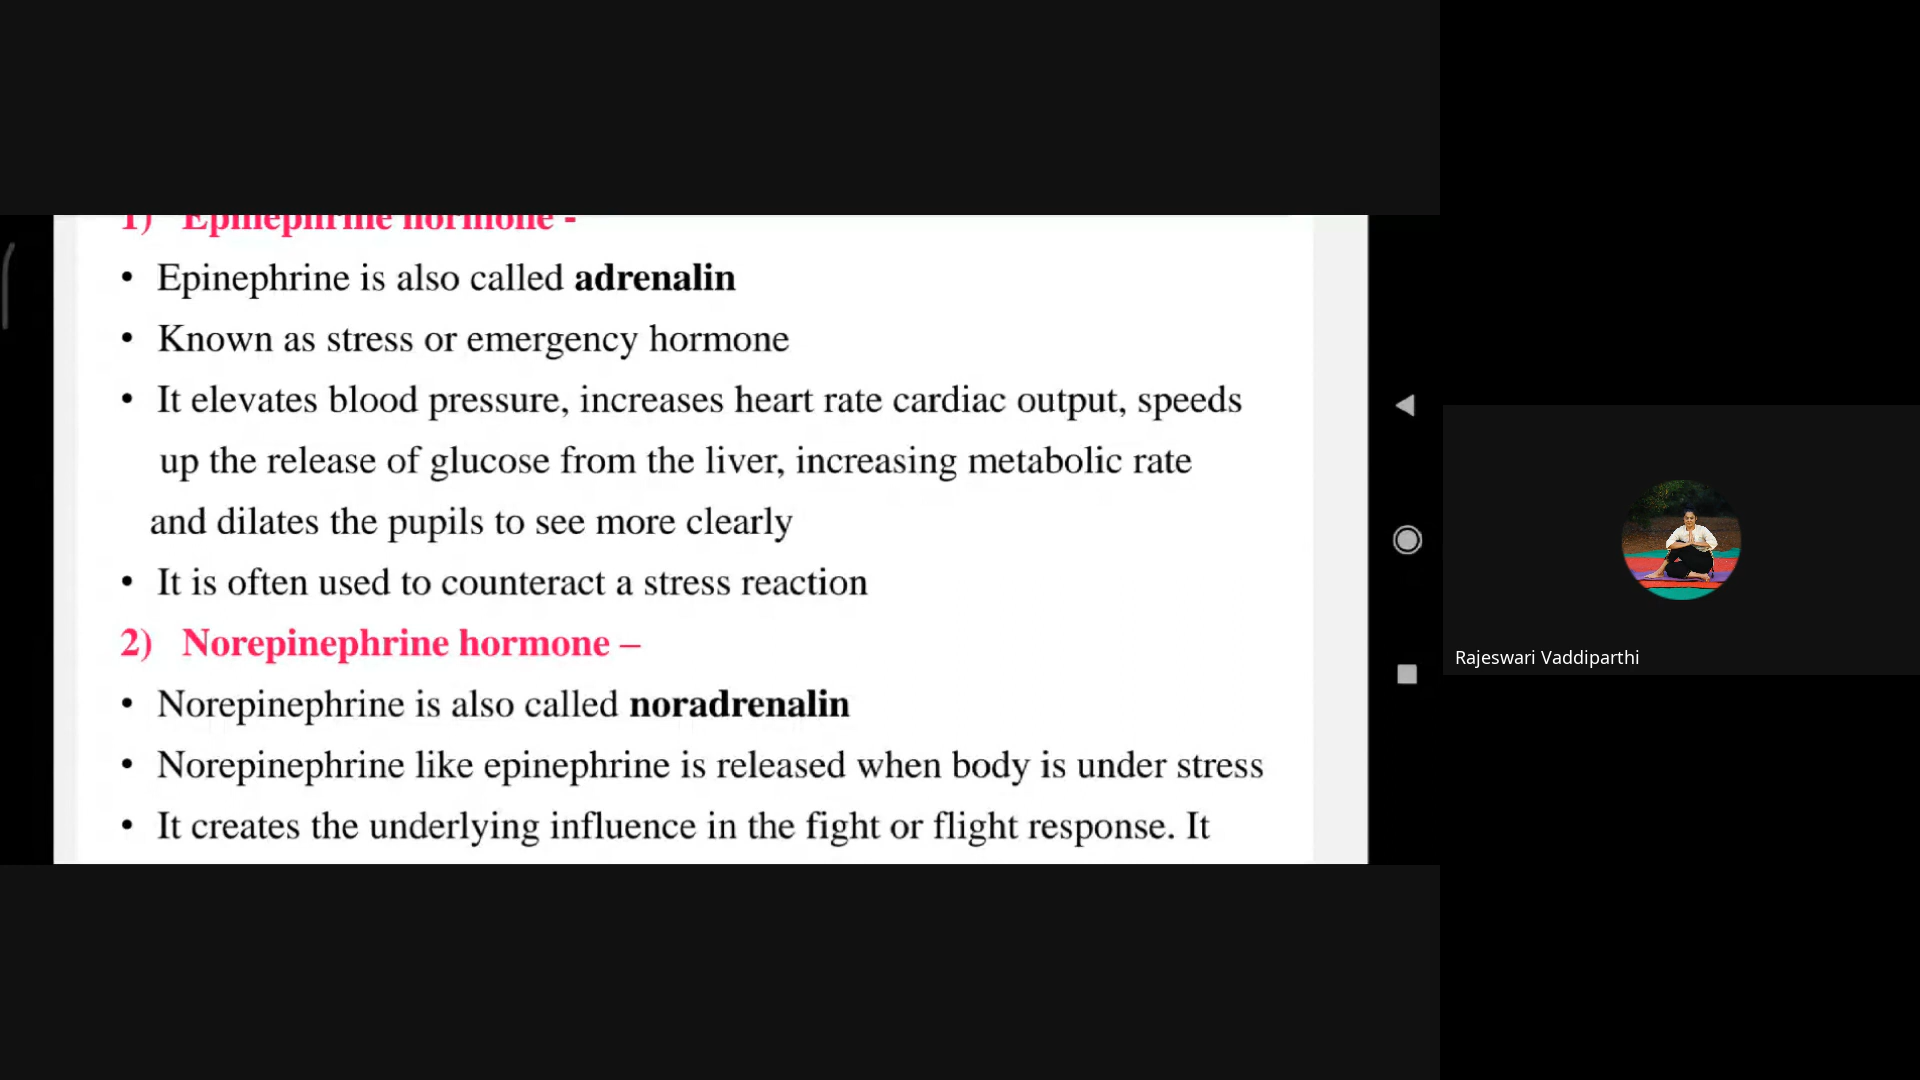 1) Epinephrine hormone -
• Epinephrine is also called adrenalin
• Known as stress or emergency hormone
• It elevates blood pressure, increases heart rate cardiac output, speeds
up the release of glucose from the liver, increasing metabolic rate
and dilates the pupils to see more clearly
• It is often used to counteract a stress reaction
2) Norepinephrine hormone –
• Norepinephrine is also called noradrenalin
• Norepinephrine like epinephrine is released when body is under stress
• It creates the underlying influence in the fight or flight response. It
Rajeswari Vaddiparthi